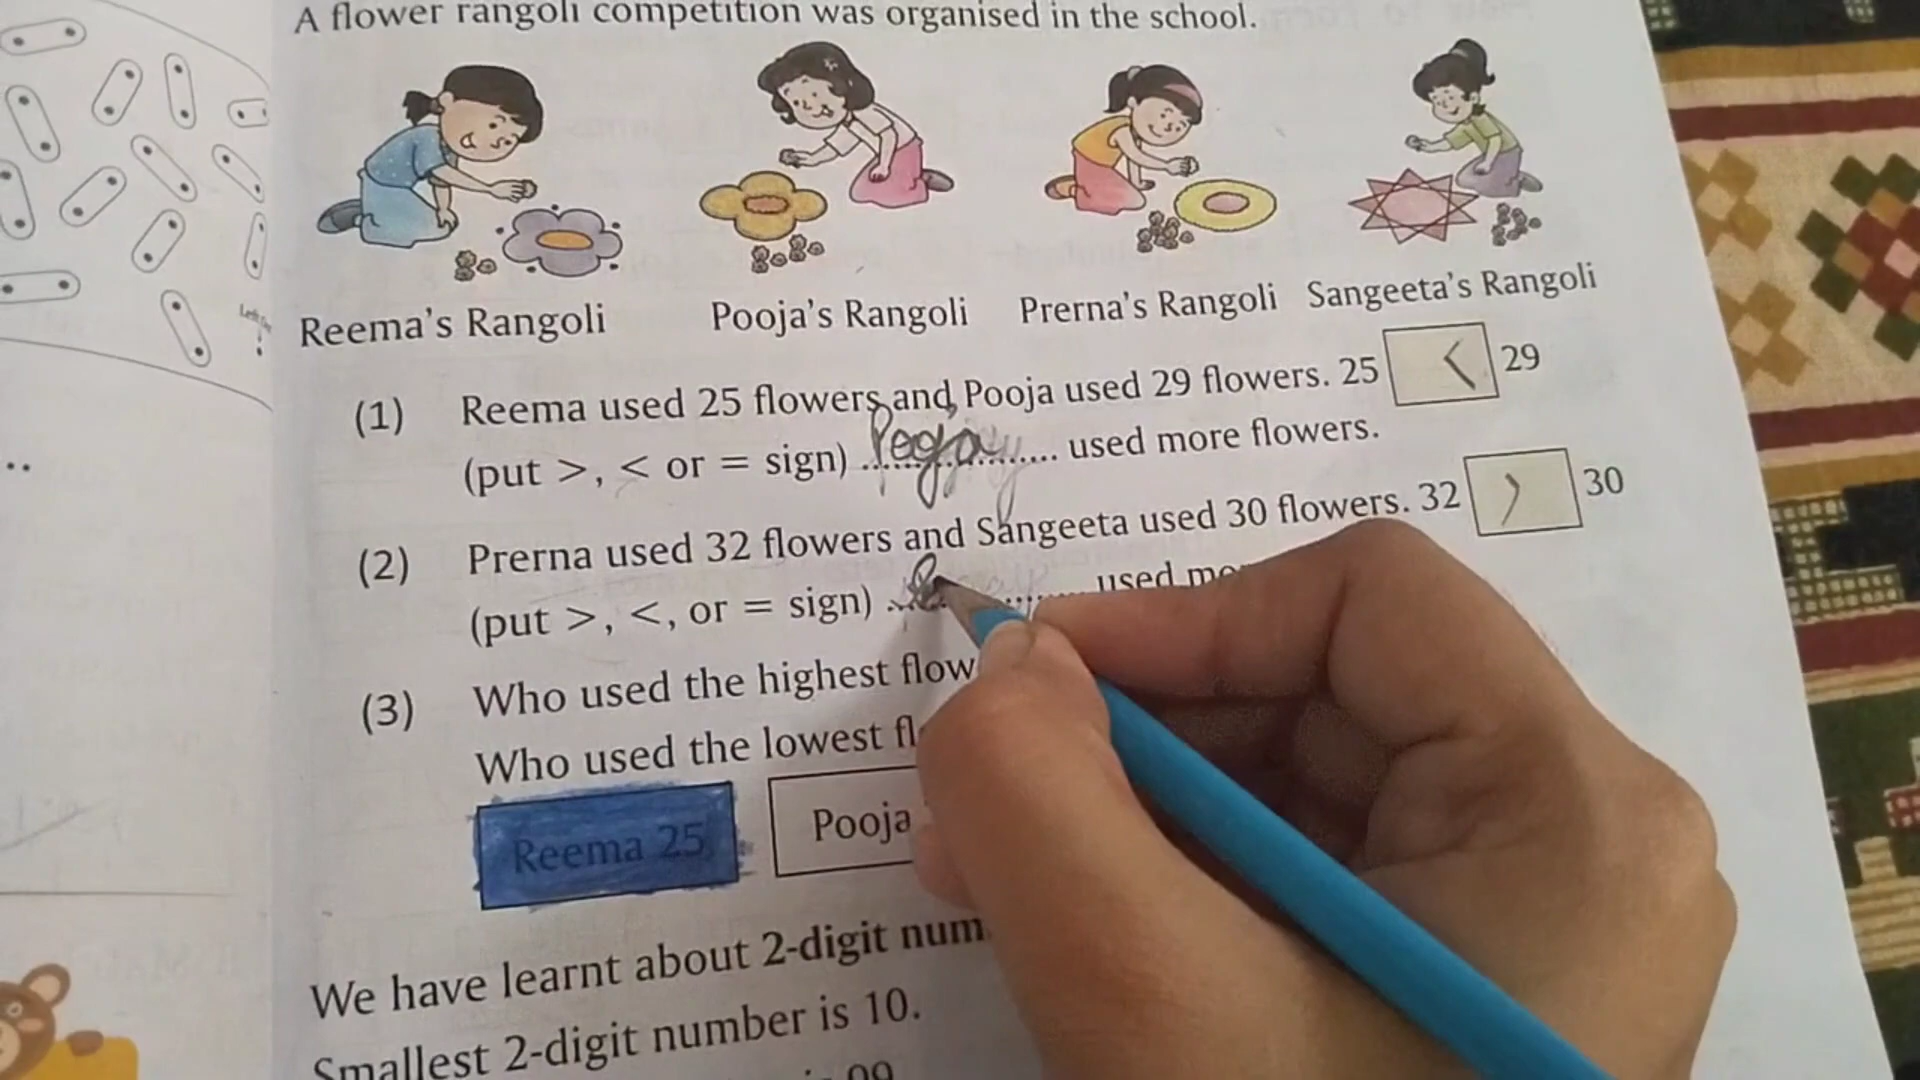 A flower rangoli competition was organised in the school.
Reema's Rangoli Pooja's Rangoli Prerna's Rangoli Sangeeta's Rangoli
(1) Reema used 25 flowers and Pooja used 29 flowers. 25 < 29
(put >, < or = sign) .................... used more flowers.
(2) Prerna used 32 flowers and Sangeeta used 30 flowers. 32 > 30
(put >, <, or = sign) .................... used
(3) Who used the highest
Who used the lowest
Reema 25 Pooja
We have learnt about 2-digit
Smallest 2-digit number is 10.